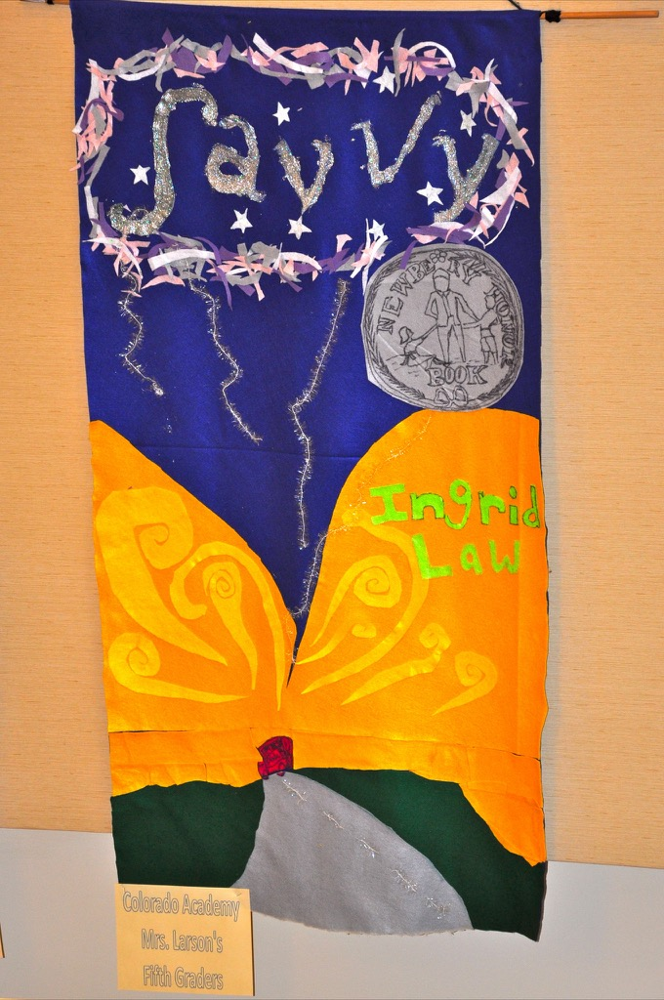 Savvy
NEWBERY HONOR
BOOK
Ingrid
Law
Colorado Academy
Mrs. Larson's
Fifth Graders